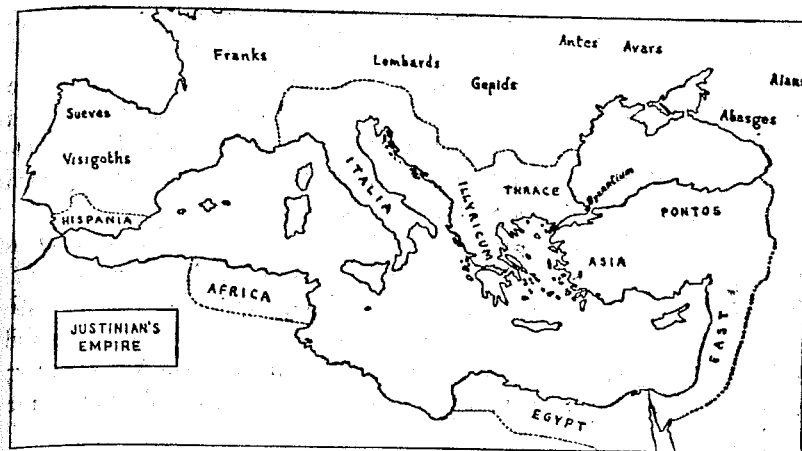 Franks
Lombards
Antes
Avars
Gepids
Alans
Abasges
Sueves
Visigoths
HISPANIA
ITALIA
ILLYRICUM
THRACE
Byzantium
PONTOS
ASIA
AFRICA
EAST
EGYPT
JUSTINIAN'S
EMPIRE